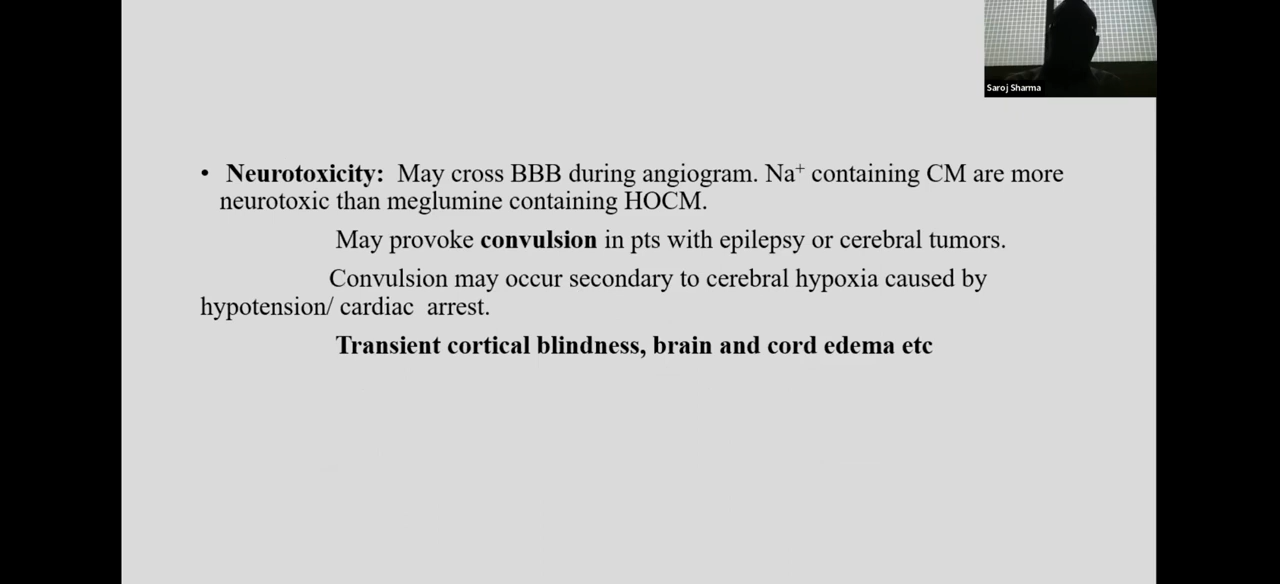 Saroj Sharma
• Neurotoxicity: May cross BBB during angiogram. Na⁺ containing CM are more
neurotoxic than meglumine containing HOCM.
May provoke convulsion in pts with epilepsy or cerebral tumors.
Convulsion may occur secondary to cerebral hypoxia caused by
hypotension/ cardiac arrest.
Transient cortical blindness, brain and cord edema etc